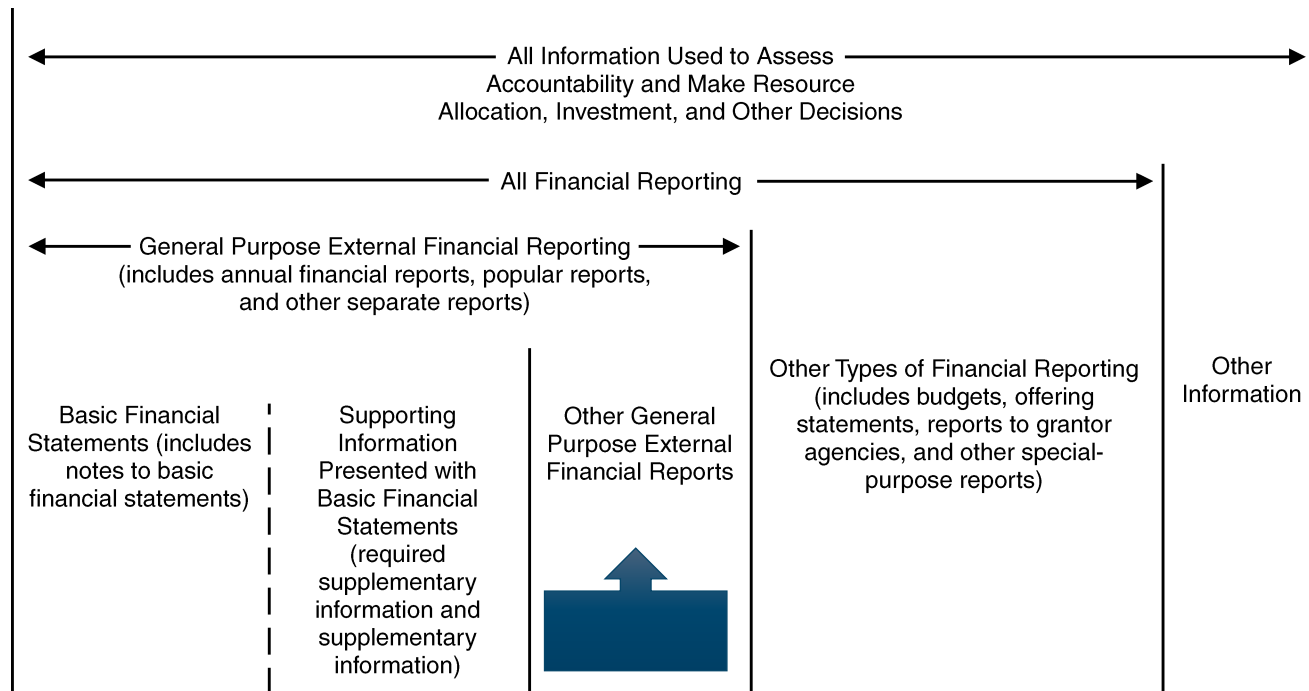 All Information Used to Assess
Accountability and Make Resource
Allocation, Investment, and Other Decisions
All Financial Reporting
General Purpose External Financial Reporting
(includes annual financial reports, popular reports,
and other separate reports)
Basic Financial
Statements (includes
notes to basic
financial statements)
Supporting
Information
Presented with
Basic Financial
Statements
(required
supplementary
information and
supplementary
information)
Other General
Purpose External
Financial Reports
Other Types of Financial Reporting
(includes budgets, offering
statements, reports to grantor
agencies, and other special-
purpose reports)
Other
Information